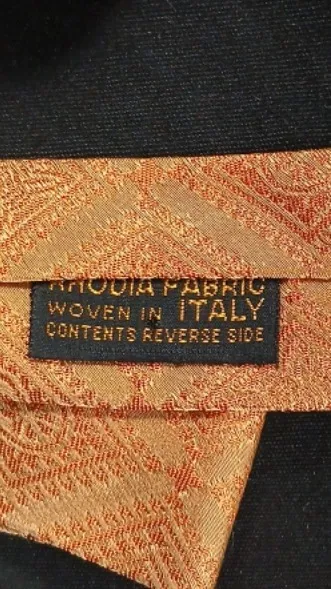 RHODIA FABRIC
WOVEN IN ITALY
CONTENTS REVERSE SIDE